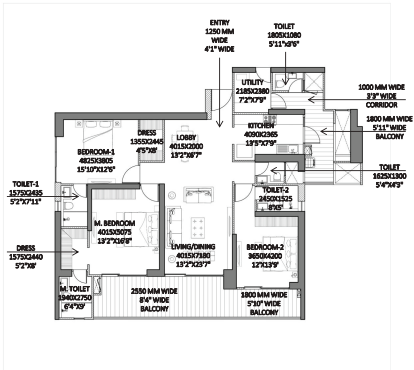 ENTRY
1250 MM
WIDE
4'1" WIDE
TOILET
1805X1080
5'11"x3'6"
UTILITY
2185X2380
7'2"X7'9"
1000 MM WIDE
3'3" WIDE
CORRIDOR
1800 MM WIDE
5'11" WIDE
BALCONY
KITCHEN
4090X2365
13'5"X7'9"
LOBBY
4015X2000
13'2"X6'7"
DRESS
1355X2445
4'5"X8'
BEDROOM-1
4825X3805
15'10"X12'6"
TOILET
1625X1300
5'4"X4'3"
TOILET-1
1575X2435
5'2"X7'11"
TOILET-2
2450X1525
8'X5'
M. BEDROOM
4015X5075
13'2"X16'8"
DRESS
1575X2440
5'2"X8'
LIVING/DINING
4015X7180
13'2"X23'7"
BEDROOM-2
3650X4200
12'X13'9"
M. TOILET
1940X2750
6'4"X9'
2550 MM WIDE
8'4" WIDE
BALCONY
1800 MM WIDE
5'10" WIDE
BALCONY